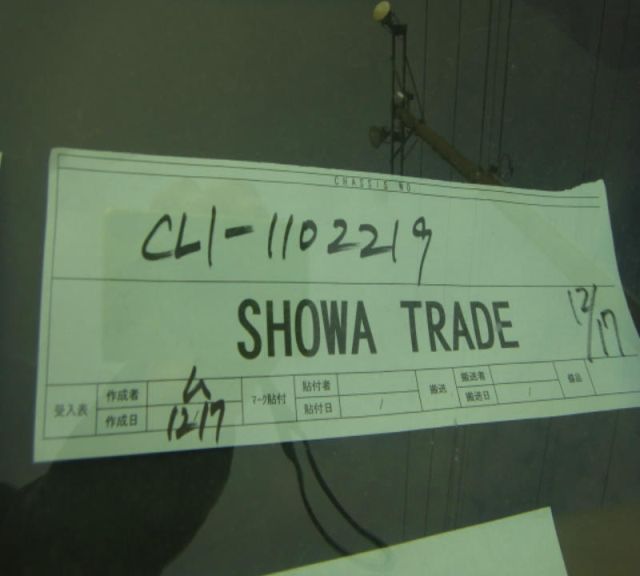 CHASSIS NO.
CL1-1102219
SHOWA TRADE
12/17
受入表 作成者 ム マーク貼付 貼付者 搬送 搬送者
作成日 12/17 貼付日 / 搬送日 /